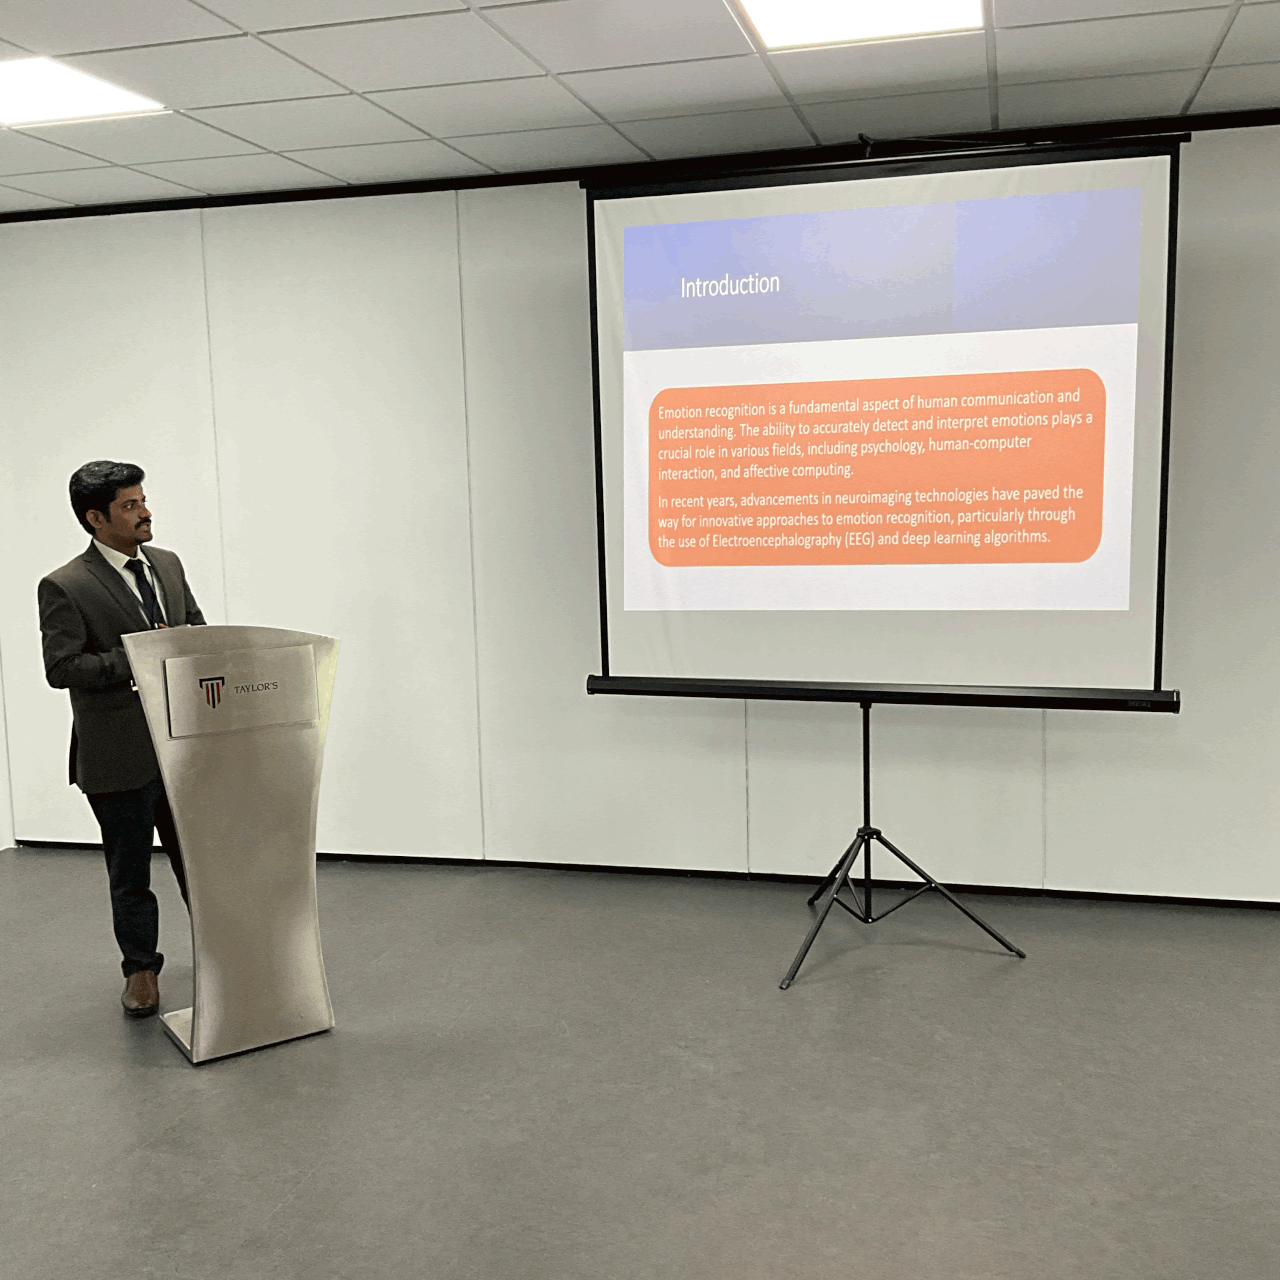 Introduction
Emotion recognition is a fundamental aspect of human communication and
understanding. The ability to accurately detect and interpret emotions plays a
crucial role in various fields, including psychology, human-computer
interaction, and affective computing.
In recent years, advancements in neuroimaging technologies have paved the
way for innovative approaches to emotion recognition, particularly through
the use of Electroencephalography (EEG) and deep learning algorithms.
TAYLOR'S